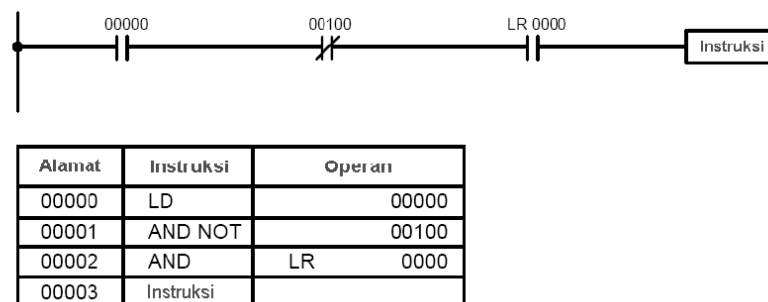 00000 00100 LR 0000
Instruksi
Alamat Instruksi Operan
00000 LD 00000
00001 AND NOT 00100
00002 AND LR 0000
00003 Instruksi